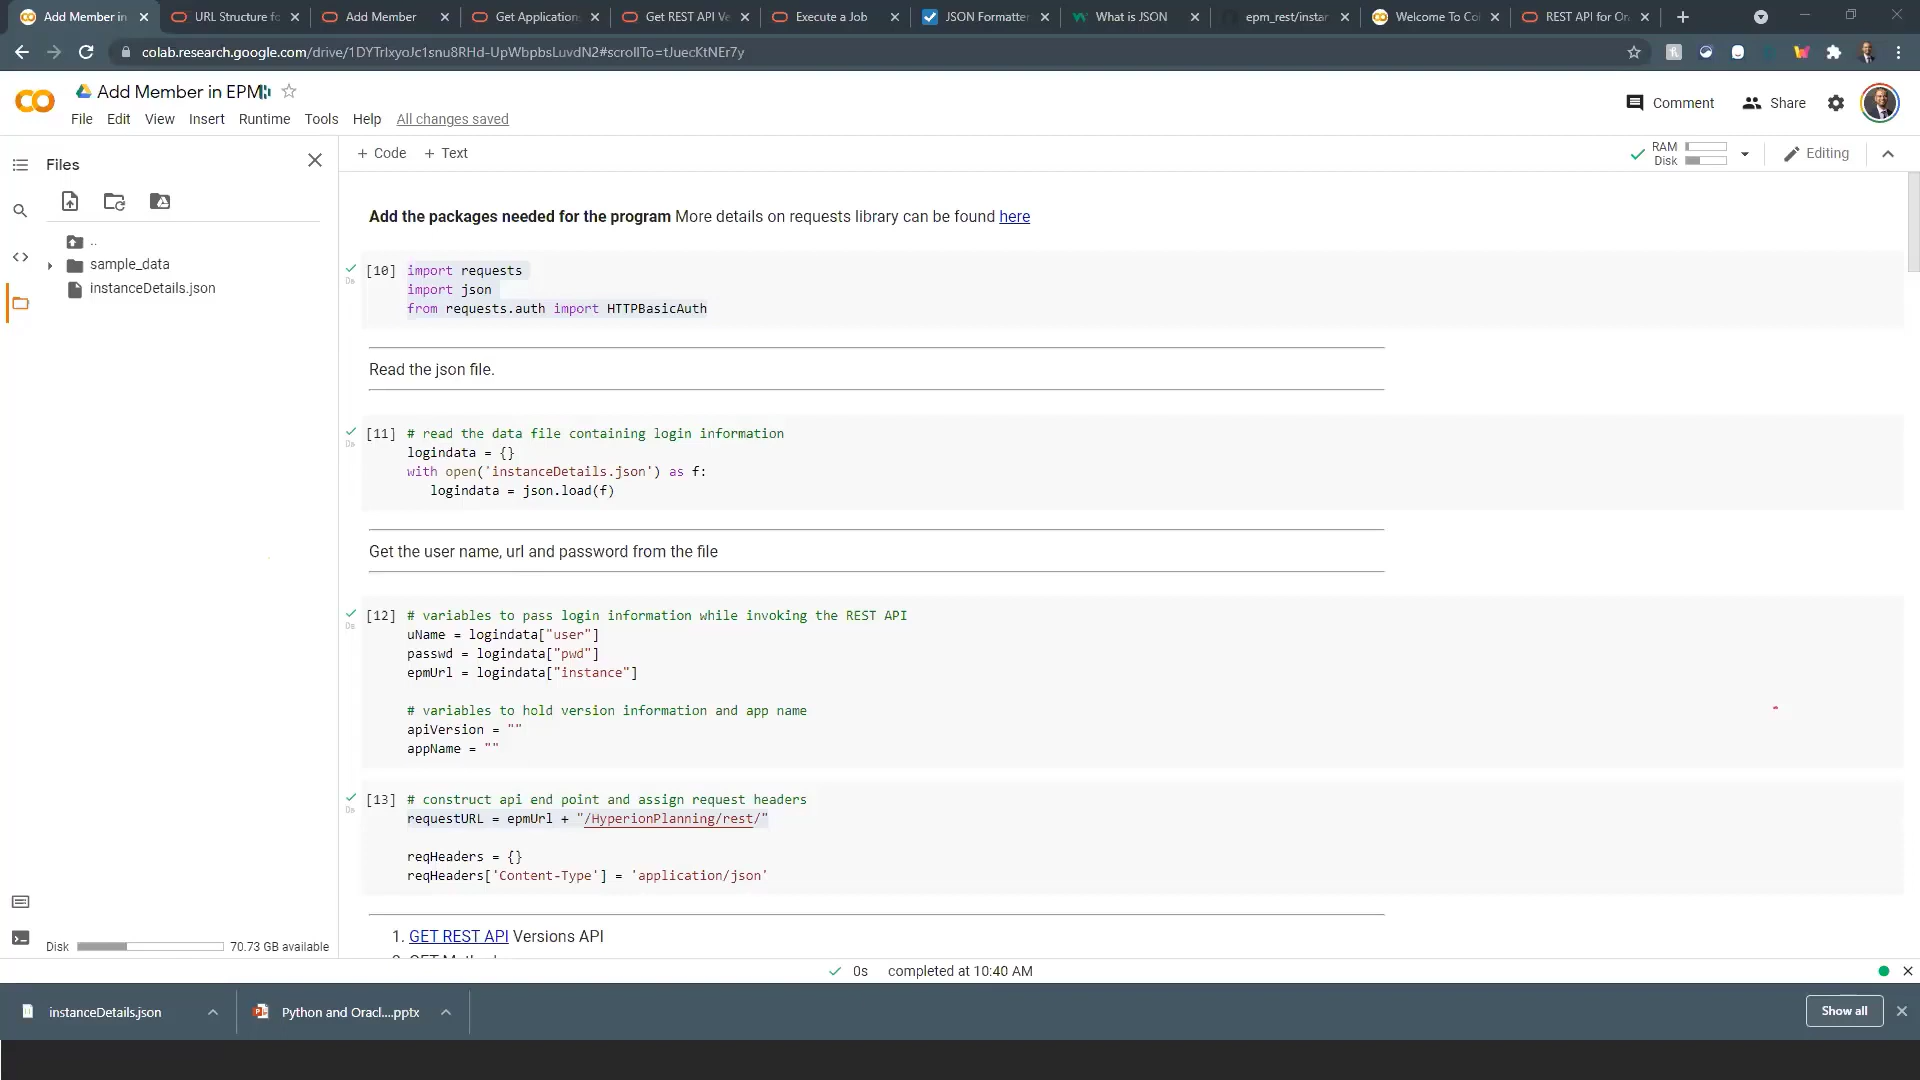 Add Member in
URL Structure fo
Add Member
Get Application
Get REST API Ve
Execute a Job
JSON Formatter
What is JSON
epm_rest/instar
Welcome To Col
REST API for Ora
colab.research.google.com/drive/1DYTrIxyoJc1snu8RHd-UpWbpbsLuvdN2#scrollTo=tJuecKtNEr7y
Add Member in EPM
Comment
Share
File Edit View Insert Runtime Tools Help All changes saved
Files
+ Code + Text
RAM
Disk
Editing
..
sample_data
instanceDetails.json
Add the packages needed for the program More details on requests library can be found here
[10] import requests
import json
from requests.auth import HTTPBasicAuth
0s
Read the json file.
[11] # read the data file containing login information
0s
logindata = {}
with open('instanceDetails.json') as f:
logindata = json.load(f)
Get the user name, url and password from the file
[12] # variables to pass login information while invoking the REST API
0s
uName = logindata["user"]
passwd = logindata["pwd"]
epmUrl = logindata["instance"]
# variables to hold version information and app name
apiVersion = ""
appName = ""
[13] # construct api end point and assign request headers
0s
requestURL = epmUrl + "/HyperionPlanning/rest/"
reqHeaders = {}
reqHeaders['Content-Type'] = 'application/json'
1. GET REST API Versions API
Disk 70.73 GB available
0s completed at 10:40 AM
instanceDetails.json
Python and Oracl....pptx
Show all